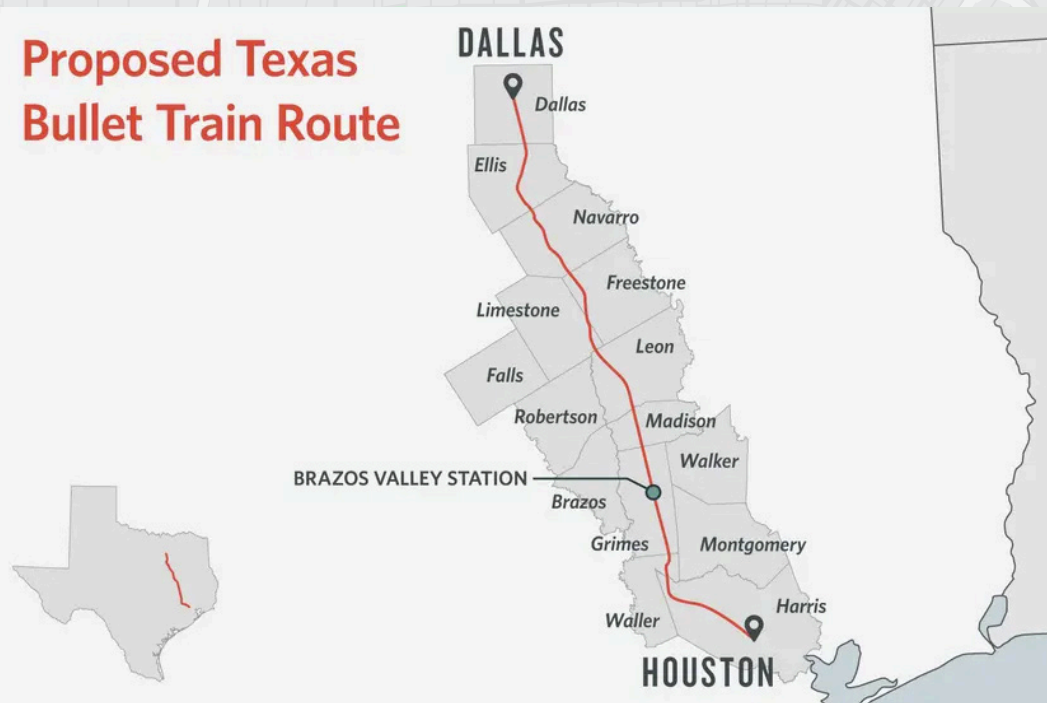 Proposed Texas
Bullet Train Route
DALLAS
Dallas
Ellis
Navarro
Freestone
Limestone
Leon
Falls
Robertson
Madison
Walker
BRAZOS VALLEY STATION
Brazos
Grimes
Montgomery
Harris
Waller
HOUSTON